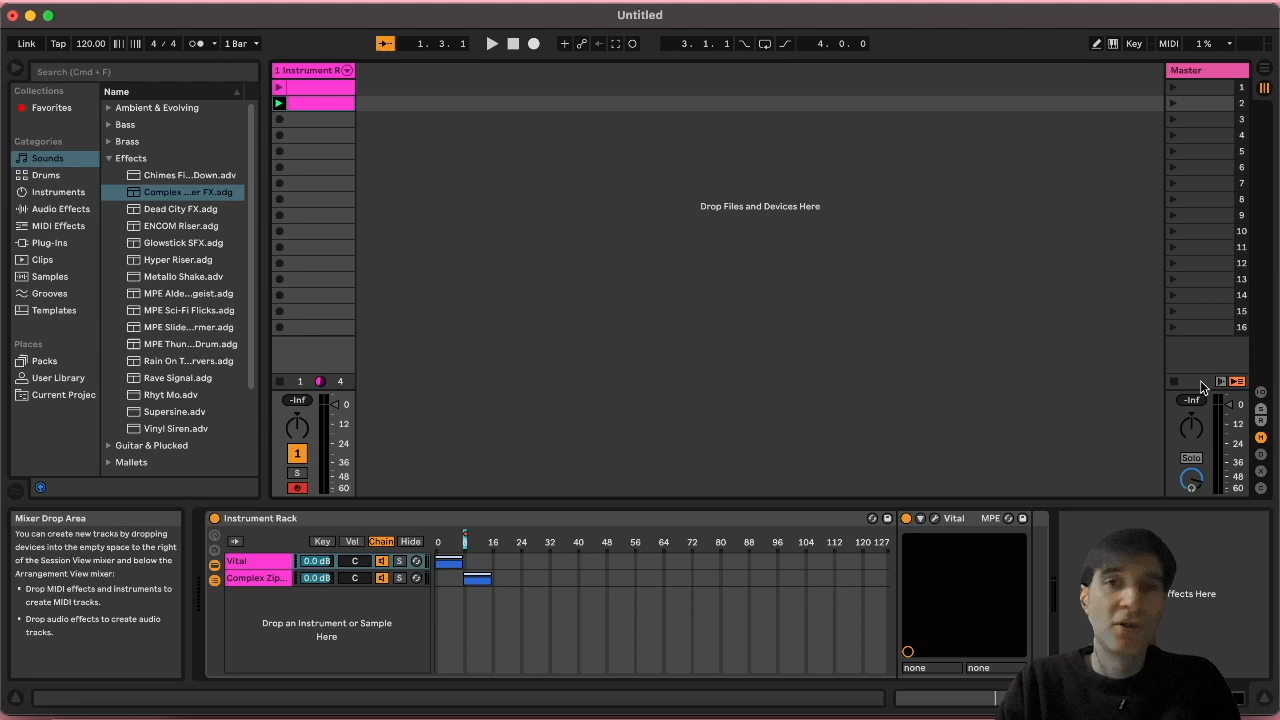 Untitled
Link Tap 120.00 4 / 4 1 Bar 1. 3. 1 3. 1. 1 4. 0. 0 Key MIDI 1 %
Search (Cmd + F)
Collections
Favorites
Categories
Sounds
Drums
Instruments
Audio Effects
MIDI Effects
Plug-Ins
Clips
Samples
Grooves
Templates
Places
Packs
User Library
Current Projec
Name
Ambient & Evolving
Bass
Brass
Effects
Chimes Fi...Down.adv
Complex ...er FX.adg
Dead City FX.adg
ENCOM Riser.adg
Glowstick SFX.adg
Hyper Riser.adg
Metallo Shake.adv
MPE Alde...geist.adg
MPE Sci-Fi Flicks.adg
MPE Slide...rmer.adg
MPE Thun...Drum.adg
Rain On T...rvers.adg
Rave Signal.adg
Rhyt Mo.adv
Supersine.adv
Vinyl Siren.adv
Guitar & Plucked
Mallets
1 Instrument R
Drop Files and Devices Here
1 4
-Inf
0
12
24
36
48
60
1
S
Master
1
2
3
4
5
6
7
8
9
10
11
12
13
14
15
16
-Inf
0
12
24
36
48
60
Solo
S
R
M
D
X
C
Mixer Drop Area
You can create new tracks by dropping
devices into the empty space to the right
of the Session View mixer and below the
Arrangement View mixer:
Drop MIDI effects and instruments to
create MIDI tracks.
Drop audio effects to create audio
tracks.
Instrument Rack
Key Vel Chain Hide 0 8 16 24 32 40 48 56 64 72 80 88 96 104 112 120 127
Vital 0.0 dB C S
Complex Zip... 0.0 dB C S
Drop an Instrument or Sample
Here
Vital MPE
none none
ffects Here